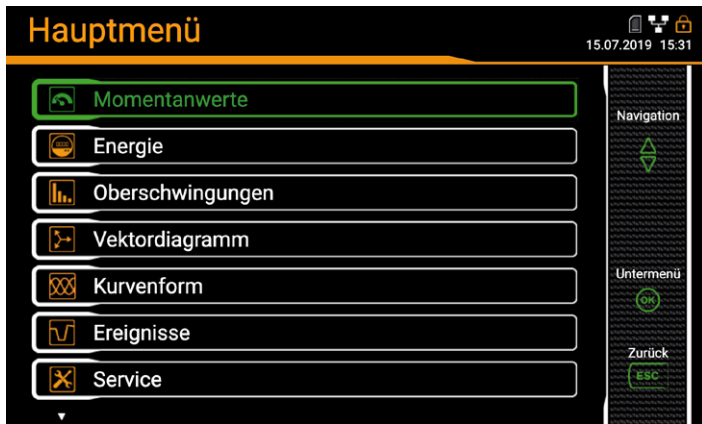 Hauptmenü
15.07.2019 15:31
Momentanwerte
Navigation
Energie
Oberschwingungen
Vektordiagramm
Untermenü
Kurvenform
OK
Ereignisse
Zurück
Service
ESC